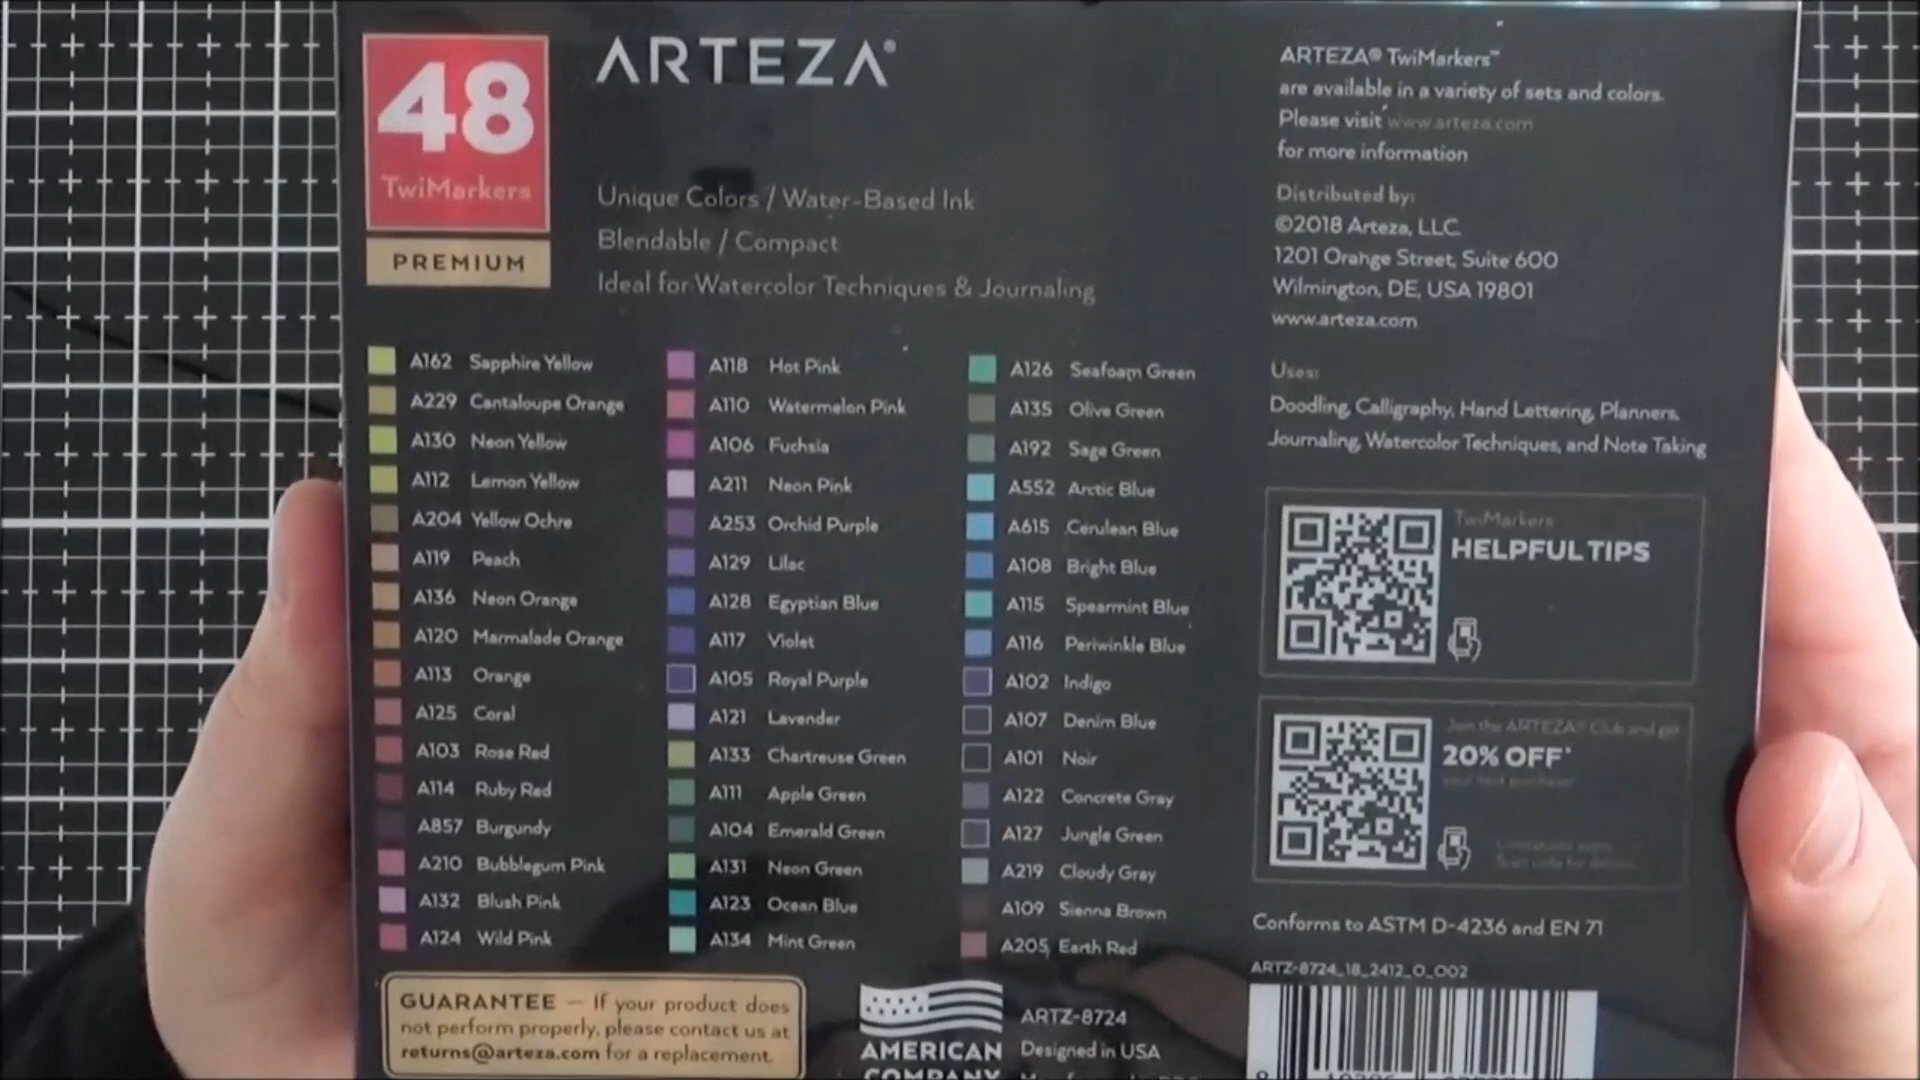 48
TwiMarkers
PREMIUM
ARTEZA®
Unique Colors / Water-Based Ink
Blendable / Compact
Ideal for Watercolor Techniques & Journaling
A162 Sapphire Yellow
A229 Cantaloupe Orange
A130 Neon Yellow
A112 Lemon Yellow
A204 Yellow Ochre
A119 Peach
A136 Neon Orange
A120 Marmalade Orange
A113 Orange
A125 Coral
A103 Rose Red
A114 Ruby Red
A857 Burgundy
A210 Bubblegum Pink
A132 Blush Pink
A124 Wild Pink
A118 Hot Pink
A110 Watermelon Pink
A106 Fuchsia
A211 Neon Pink
A253 Orchid Purple
A129 Lilac
A128 Egyptian Blue
A117 Violet
A105 Royal Purple
A121 Lavender
A133 Chartreuse Green
A111 Apple Green
A104 Emerald Green
A131 Neon Green
A123 Ocean Blue
A134 Mint Green
A126 Seafoam Green
A135 Olive Green
A192 Sage Green
A552 Arctic Blue
A615 Cerulean Blue
A108 Bright Blue
A115 Spearmint Blue
A116 Periwinkle Blue
A102 Indigo
A107 Denim Blue
A101 Noir
A122 Concrete Gray
A127 Jungle Green
A219 Cloudy Gray
A109 Sienna Brown
A205 Earth Red
GUARANTEE — If your product does
not perform properly, please contact us at
returns@arteza.com for a replacement.
AMERICAN
COMPANY
ARTZ-8724
Designed in USA
ARTEZA® TwiMarkers™
are available in a variety of sets and colors.
Please visit www.arteza.com
for more information
Distributed by:
©2018 Arteza, LLC.
1201 Orange Street, Suite 600
Wilmington, DE, USA 19801
www.arteza.com
Uses:
Doodling, Calligraphy, Hand Lettering, Planners,
Journaling, Watercolor Techniques, and Note Taking
TwiMarkers
HELPFUL TIPS
Join the ARTEZA® Club and get
20% OFF*
your next purchase!
Conforms to ASTM D-4236 and EN 71
ARTZ-8724_18_2412_0_002